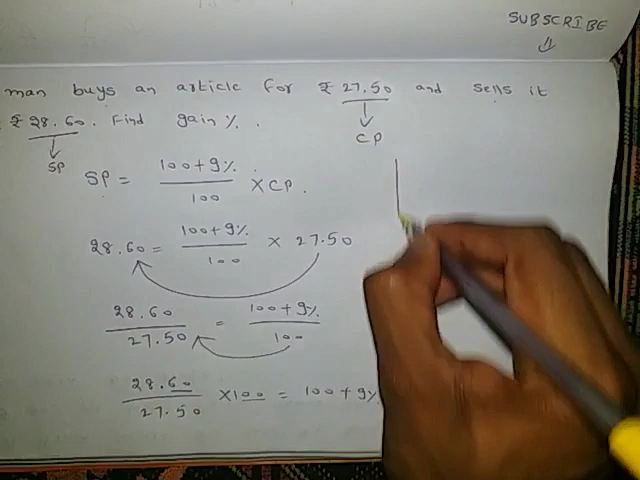 SUBSCRIBE
man buys an article for ₹ 27.50 and sells it
₹ 28.60. Find gain %.
CP
SP
SP = 100+g% / 100 × CP.
28.60 = 100+g% / 100 × 27.50
28.60 / 27.50 = 100+g% / 100
28.60 / 27.50 × 100 = 100+g%